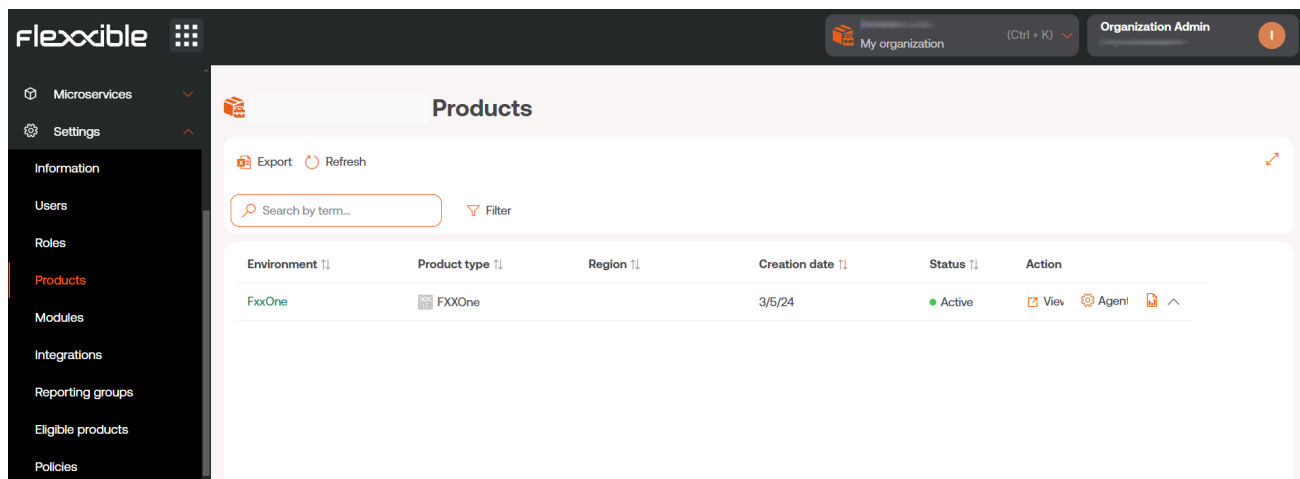 Flexxible
My organization
(Ctrl + K)
Organization Admin
I
Microservices
Settings
Information
Users
Roles
Products
Modules
Integrations
Reporting groups
Eligible products
Policies
Products
Export Refresh
Search by term... Filter
Environment Product type Region Creation date Status Action
FxxOne FXXOne 3/5/24 Active Viev Agent